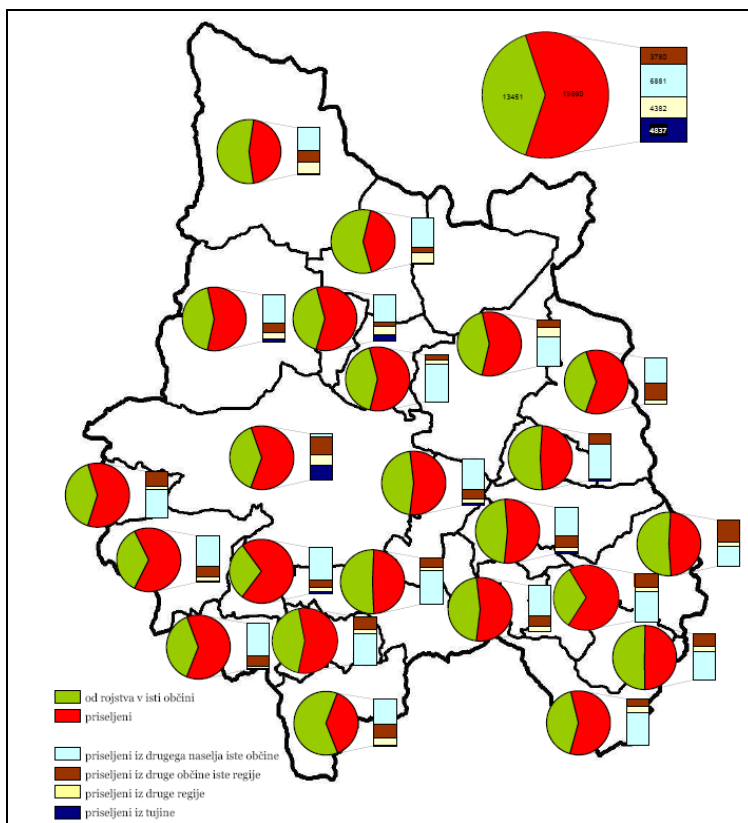 3780
6881
4382
4837
13461
19880
od rojstva v isti občini
priseljeni
priseljeni iz drugega naselja iste občine
priseljeni iz druge občine iste regije
priseljeni iz druge regije
priseljeni iz tujine